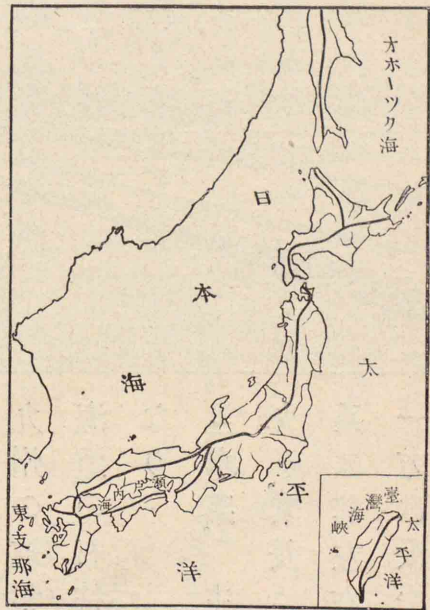 オホーツク海
日本海
太平洋
瀬戸内海
東支那海
臺灣海峽
太平洋